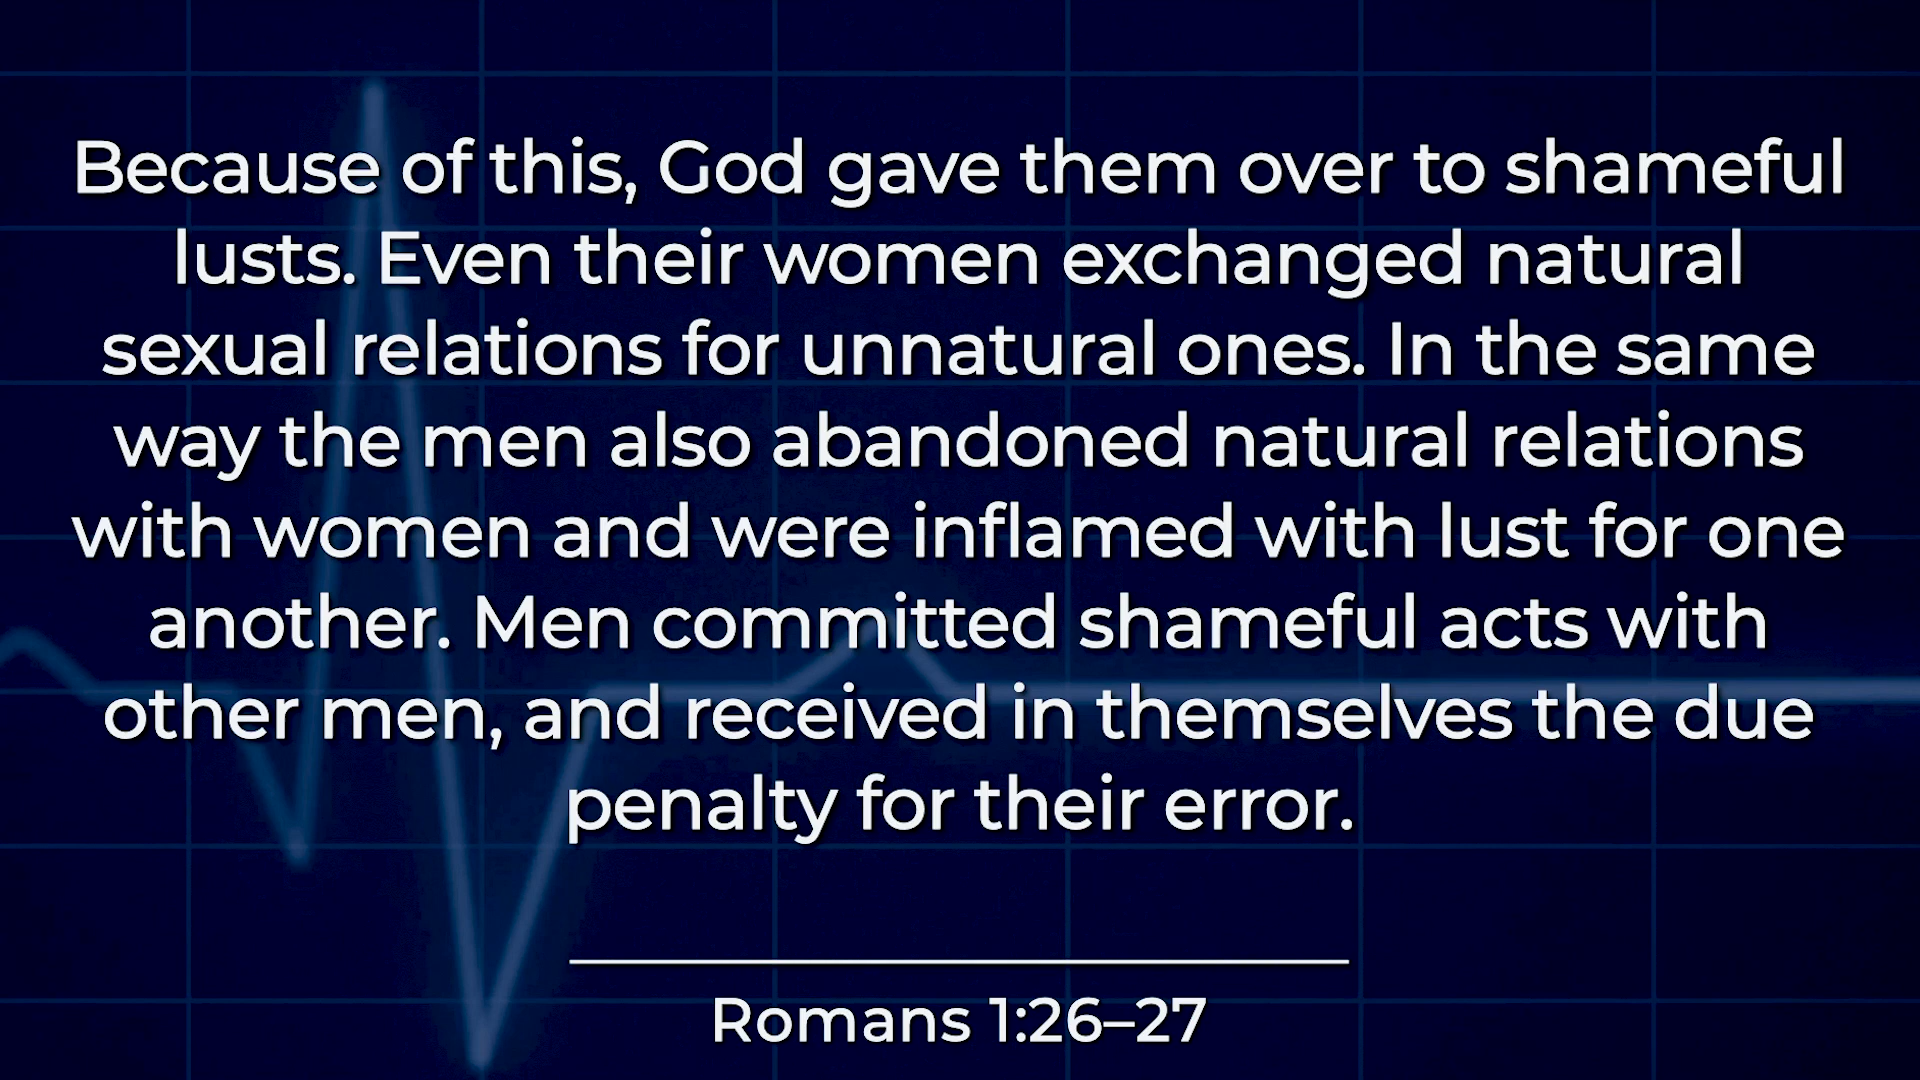 Because of this, God gave them over to shameful
lusts. Even their women exchanged natural
sexual relations for unnatural ones. In the same
way the men also abandoned natural relations
with women and were inflamed with lust for one
another. Men committed shameful acts with
other men, and received in themselves the due
penalty for their error.
Romans 1:26–27